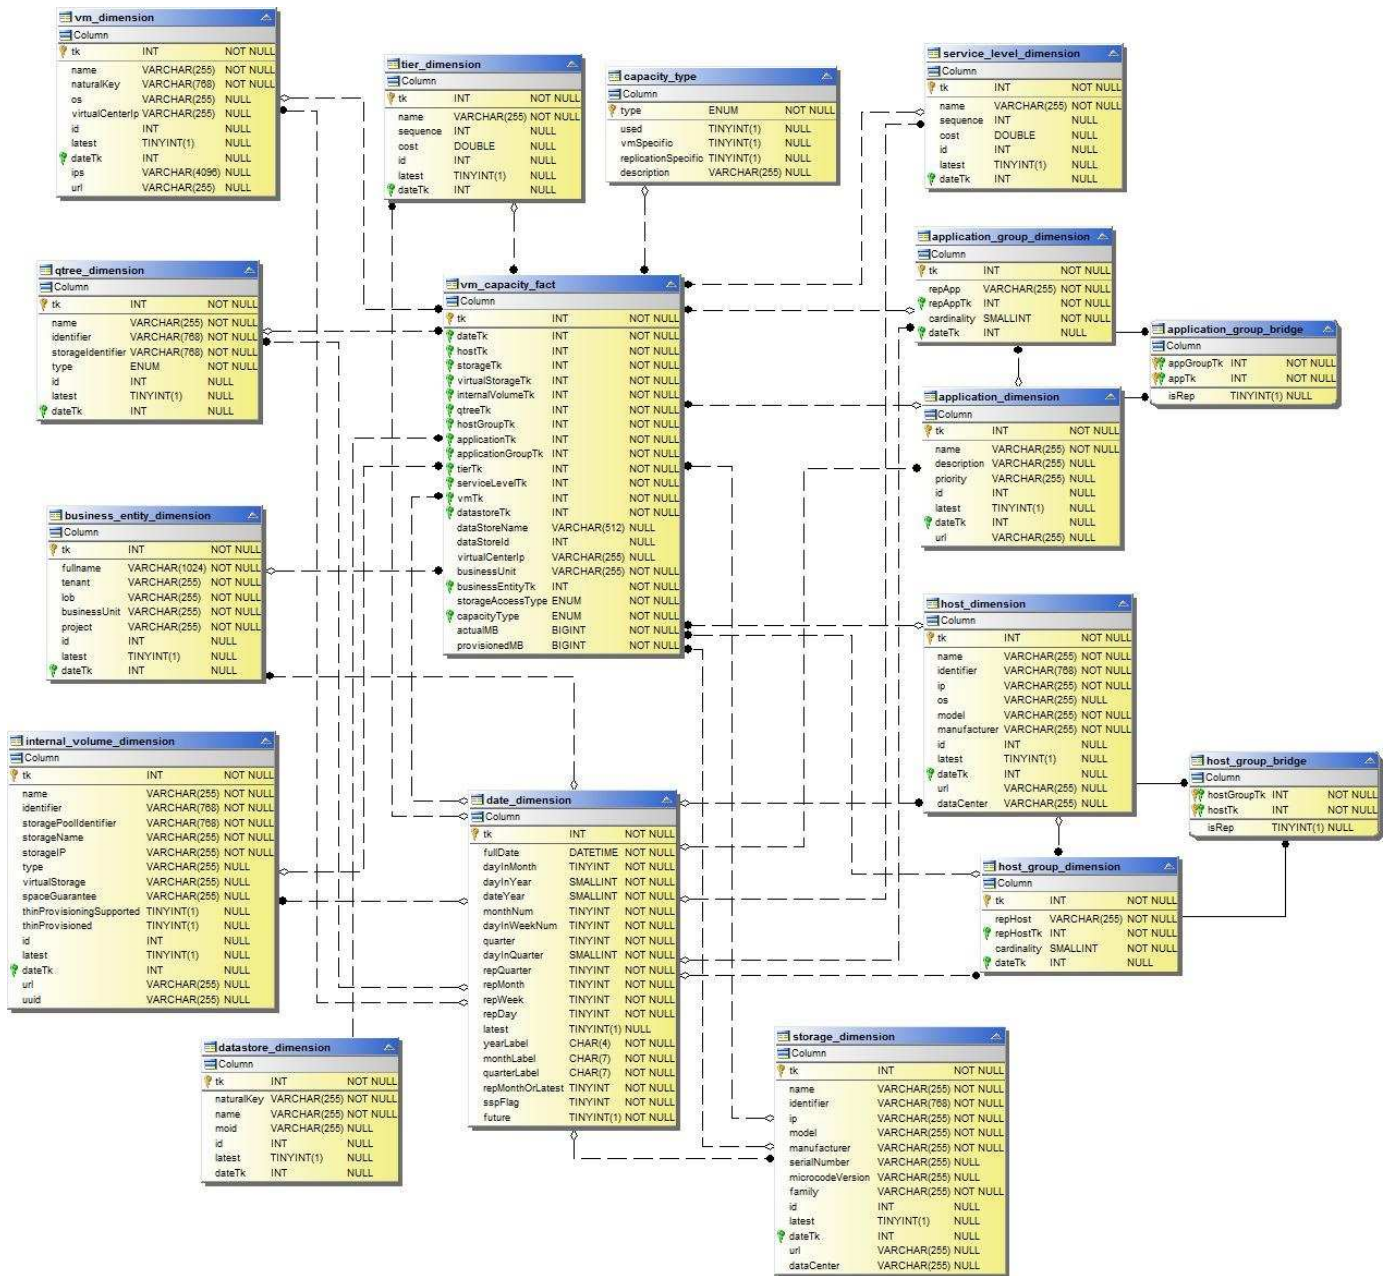 vm_dimension
Column
tk INT NOT NULL
name VARCHAR(255) NOT NULL
naturalKey VARCHAR(768) NOT NULL
os VARCHAR(255) NULL
virtualCenterIp VARCHAR(255) NULL
id INT NULL
latest TINYINT(1) NULL
dateTk INT NULL
ips VARCHAR(4096) NULL
url VARCHAR(255) NULL
tier_dimension
Column
tk INT NOT NULL
name VARCHAR(255) NOT NULL
sequence INT NULL
cost DOUBLE NULL
id INT NULL
latest TINYINT(1) NULL
dateTk INT NULL
capacity_type
Column
type ENUM NOT NULL
used TINYINT(1) NULL
vmSpecific TINYINT(1) NULL
replicationSpecific TINYINT(1) NULL
description VARCHAR(255) NULL
service_level_dimension
Column
tk INT NOT NULL
name VARCHAR(255) NOT NULL
sequence INT NULL
cost DOUBLE NULL
id INT NULL
latest TINYINT(1) NULL
dateTk INT NULL
qtree_dimension
Column
tk INT NOT NULL
name VARCHAR(255) NOT NULL
identifier VARCHAR(768) NOT NULL
storageIdentifier VARCHAR(768) NOT NULL
type ENUM NOT NULL
id INT NULL
latest TINYINT(1) NULL
dateTk INT NULL
vm_capacity_fact
Column
tk INT NOT NULL
dateTk INT NOT NULL
hostTk INT NOT NULL
storageTk INT NOT NULL
virtualStorageTk INT NOT NULL
internalVolumeTk INT NOT NULL
qtreeTk INT NOT NULL
hostGroupTk INT NOT NULL
applicationTk INT NOT NULL
applicationGroupTk INT NOT NULL
tierTk INT NOT NULL
serviceLevelTk INT NOT NULL
vmTk INT NOT NULL
datastoreTk INT NOT NULL
dataStoreName VARCHAR(512) NULL
dataStoreId INT NULL
virtualCenterIp VARCHAR(255) NULL
businessUnit VARCHAR(255) NOT NULL
businessEntityTk INT NOT NULL
storageAccessType ENUM NOT NULL
capacityType ENUM NOT NULL
actualMB BIGINT NOT NULL
provisionedMB BIGINT NOT NULL
application_group_dimension
Column
tk INT NOT NULL
repApp VARCHAR(255) NOT NULL
repAppTk INT NOT NULL
cardinality SMALLINT NOT NULL
dateTk INT NULL
application_group_bridge
Column
appGroupTk INT NOT NULL
appTk INT NOT NULL
isRep TINYINT(1) NULL
application_dimension
Column
tk INT NOT NULL
name VARCHAR(255) NOT NULL
description VARCHAR(255) NULL
priority VARCHAR(255) NULL
id INT NULL
latest TINYINT(1) NULL
dateTk INT NULL
url VARCHAR(255) NULL
business_entity_dimension
Column
tk INT NOT NULL
fullname VARCHAR(1024) NOT NULL
tenant VARCHAR(255) NOT NULL
lob VARCHAR(255) NOT NULL
businessUnit VARCHAR(255) NOT NULL
project VARCHAR(255) NOT NULL
id INT NULL
latest TINYINT(1) NULL
dateTk INT NULL
host_dimension
Column
tk INT NOT NULL
name VARCHAR(255) NOT NULL
identifier VARCHAR(768) NOT NULL
ip VARCHAR(255) NOT NULL
os VARCHAR(255) NULL
model VARCHAR(255) NOT NULL
manufacturer VARCHAR(255) NOT NULL
id INT NULL
latest TINYINT(1) NULL
dateTk INT NULL
url VARCHAR(255) NULL
dataCenter VARCHAR(255) NULL
host_group_bridge
Column
hostGroupTk INT NOT NULL
hostTk INT NOT NULL
isRep TINYINT(1) NULL
internal_volume_dimension
Column
tk INT NOT NULL
name VARCHAR(255) NOT NULL
identifier VARCHAR(768) NOT NULL
storagePoolIdentifier VARCHAR(768) NOT NULL
storageName VARCHAR(255) NOT NULL
storageIP VARCHAR(255) NOT NULL
type VARCHAR(255) NULL
virtualStorage VARCHAR(255) NULL
spaceGuarantee VARCHAR(255) NULL
thinProvisioningSupported TINYINT(1) NULL
thinProvisioned TINYINT(1) NULL
id INT NULL
latest TINYINT(1) NULL
dateTk INT NULL
url VARCHAR(255) NULL
uuid VARCHAR(255) NULL
date_dimension
Column
tk INT NOT NULL
fullDate DATETIME NOT NULL
dayInMonth TINYINT NOT NULL
dayInYear SMALLINT NOT NULL
dateYear SMALLINT NOT NULL
monthNum TINYINT NOT NULL
dayInWeekNum TINYINT NOT NULL
quarter TINYINT NOT NULL
dayInQuarter SMALLINT NOT NULL
repQuarter TINYINT NOT NULL
repMonth TINYINT NOT NULL
repWeek TINYINT NOT NULL
repDay TINYINT NOT NULL
latest TINYINT(1) NULL
yearLabel CHAR(4) NOT NULL
monthLabel CHAR(7) NOT NULL
quarterLabel CHAR(7) NOT NULL
repMonthOrLatest TINYINT NOT NULL
sspFlag TINYINT NOT NULL
future TINYINT(1) NOT NULL
host_group_dimension
Column
tk INT NOT NULL
repHost VARCHAR(255) NOT NULL
repHostTk INT NOT NULL
cardinality SMALLINT NOT NULL
dateTk INT NULL
datastore_dimension
Column
tk INT NOT NULL
naturalKey VARCHAR(255) NOT NULL
name VARCHAR(255) NOT NULL
moid VARCHAR(255) NULL
id INT NULL
latest TINYINT(1) NULL
dateTk INT NULL
storage_dimension
Column
tk INT NOT NULL
name VARCHAR(255) NOT NULL
identifier VARCHAR(768) NOT NULL
ip VARCHAR(255) NOT NULL
model VARCHAR(255) NOT NULL
manufacturer VARCHAR(255) NOT NULL
serialNumber VARCHAR(255) NULL
microcodeVersion VARCHAR(255) NULL
family VARCHAR(255) NOT NULL
id INT NULL
latest TINYINT(1) NULL
dateTk INT NULL
url VARCHAR(255) NULL
dataCenter VARCHAR(255) NULL